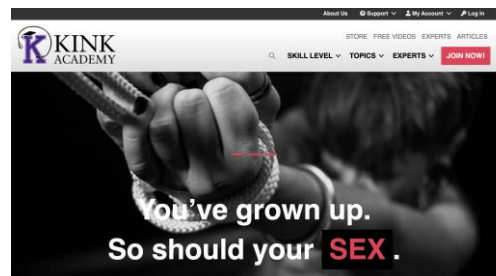 About Us Support My Account Log In
STORE FREE VIDEOS EXPERTS ARTICLES
KINK
ACADEMY
SKILL LEVEL TOPICS EXPERTS JOIN NOW!
You've grown up.
So should your SEX .